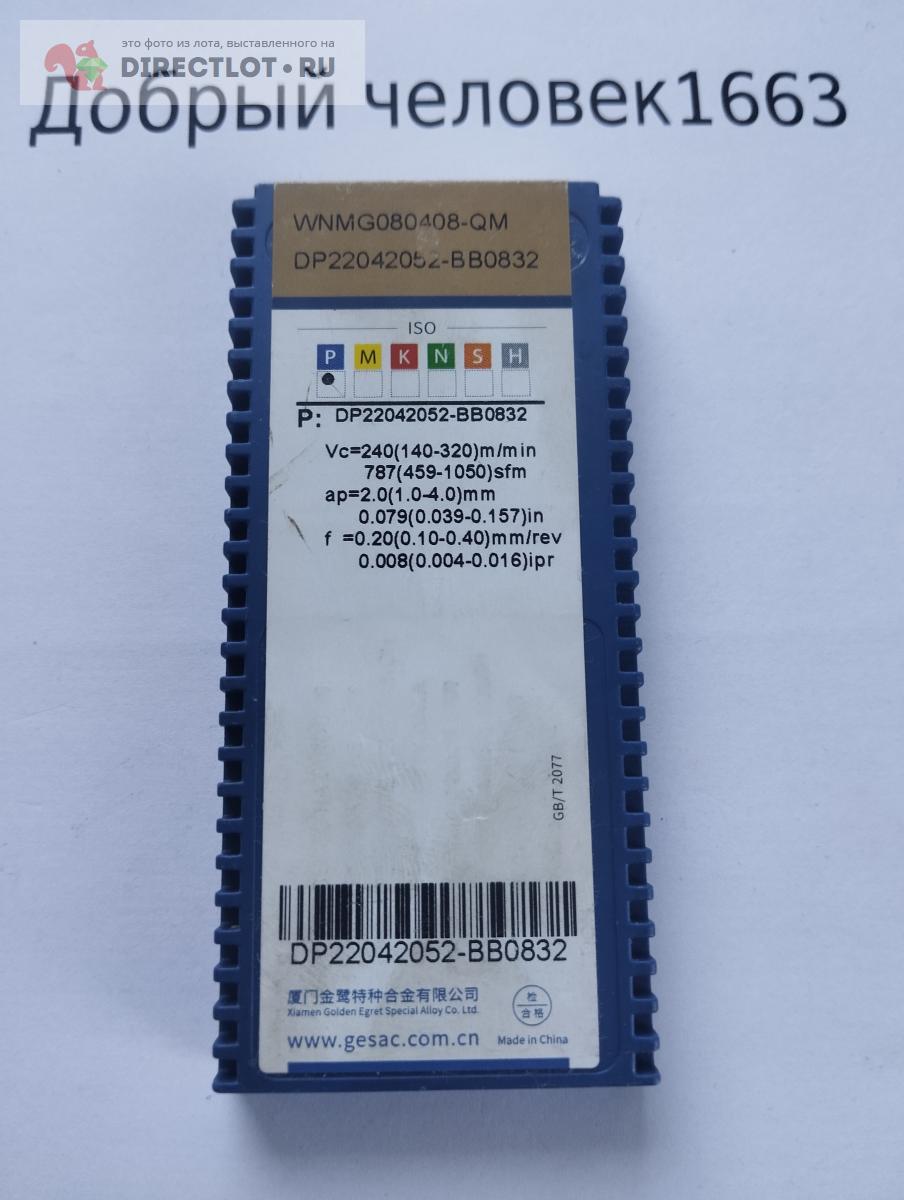 это фото из лота, выставленного на
DIRECTLOT.RU
Добрый человек1663
WNMG080408-QM
DP22042052-BB0832
ISO
P M K N S H
P: DP22042052-BB0832
Vc=240(140-320)m/min
787(459-1050)sfm
ap=2.0(1.0-4.0)mm
0.079(0.039-0.157)in
f =0.20(0.10-0.40)mm/rev
0.008(0.004-0.016)ipr
GB/T 2077
DP22042052-BB0832
厦门金鹭特种合金有限公司
Xiamen Golden Egret Special Alloy Co. Ltd.
检
合格
www.gesac.com.cn
Made in China